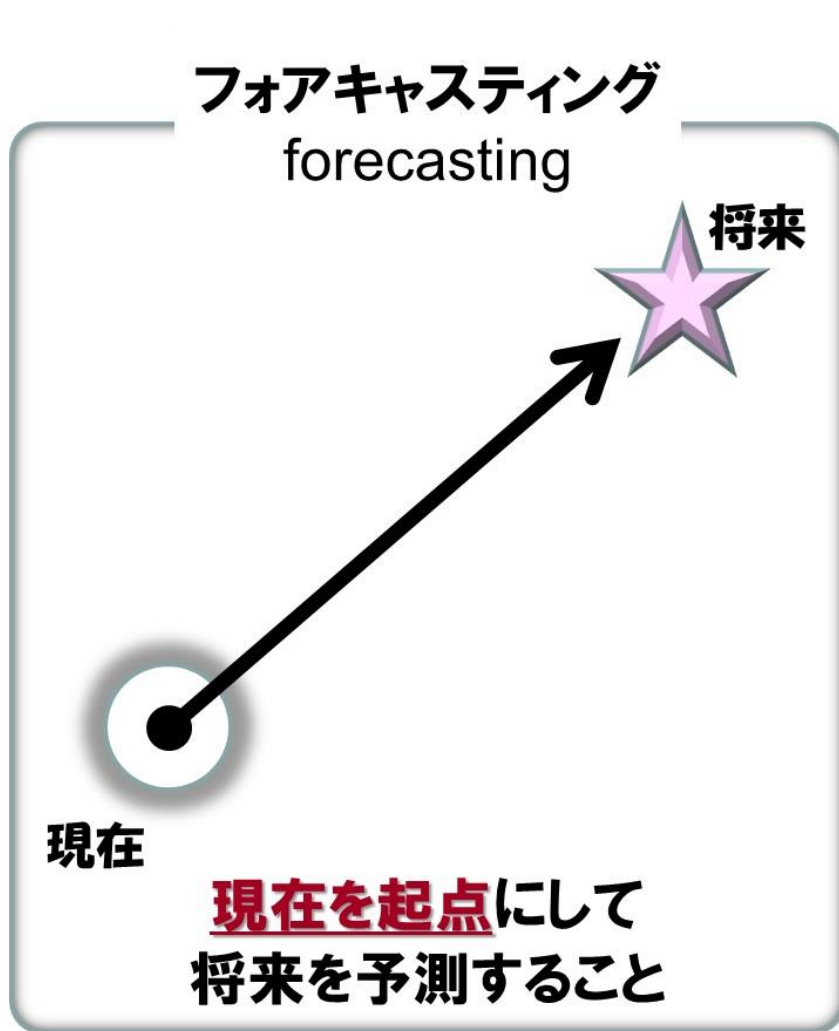 フォアキャスティング
forecasting
将来
現在
現在を起点にして
将来を予測すること